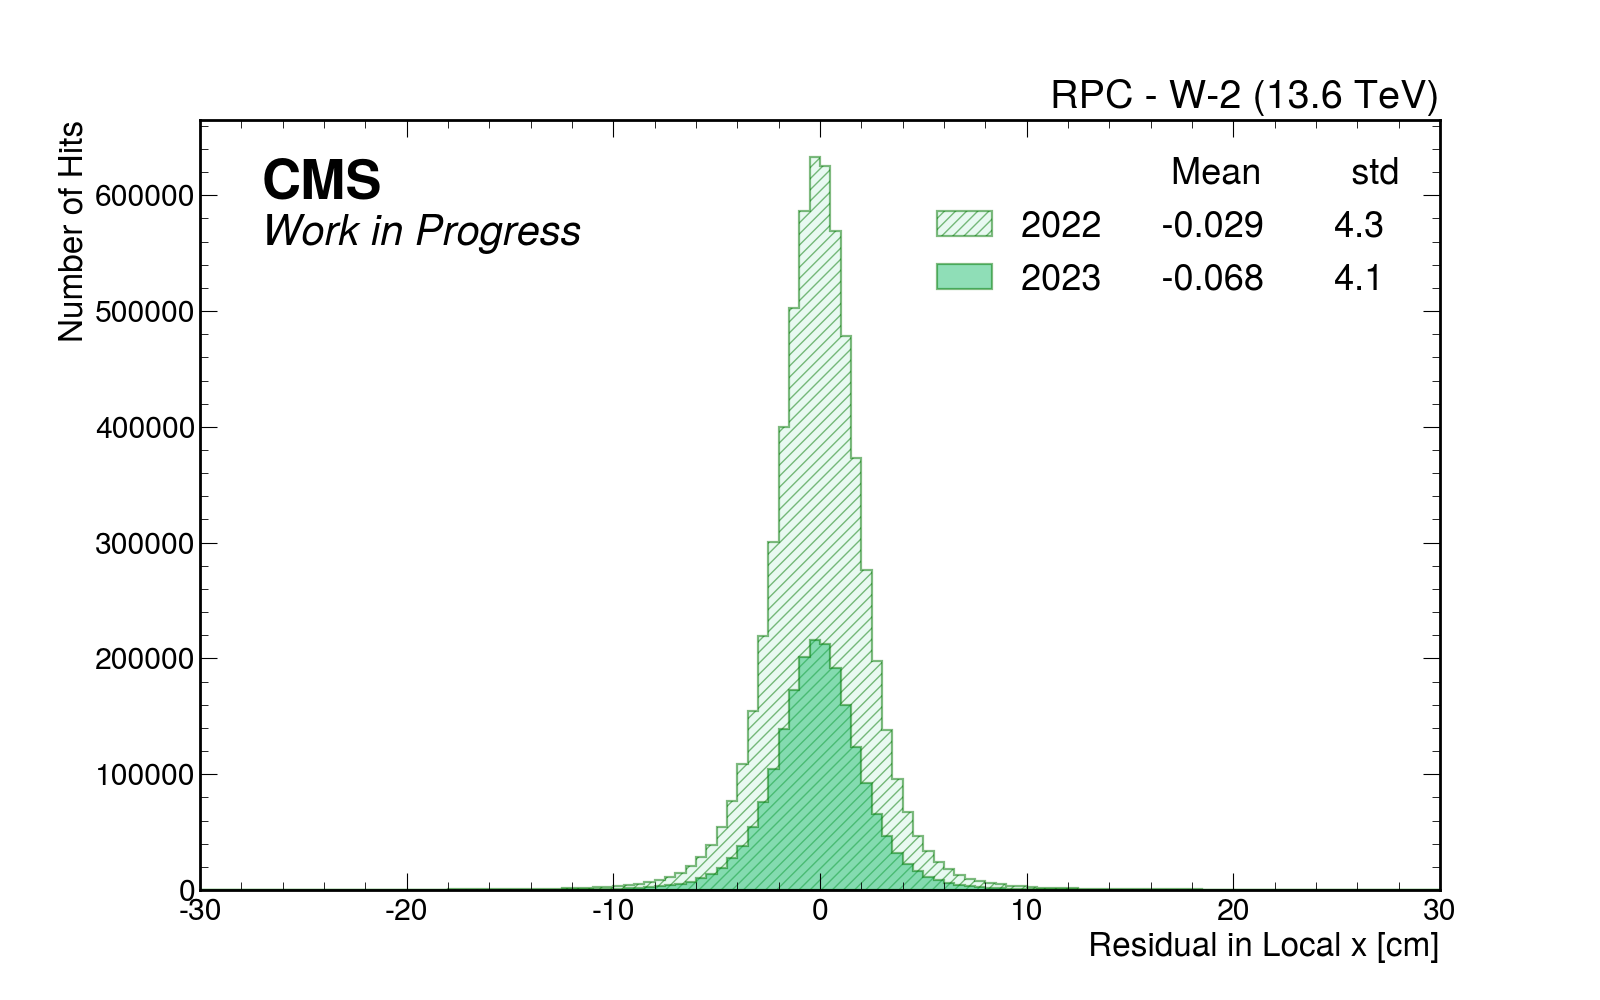 RPC - W-2 (13.6 TeV)
CMS
Work in Progress
Mean std
2022 -0.029 4.3
2023 -0.068 4.1
Number of Hits
600000
500000
400000
300000
200000
100000
0
-30 -20 -10 0 10 20 30
Residual in Local x [cm]